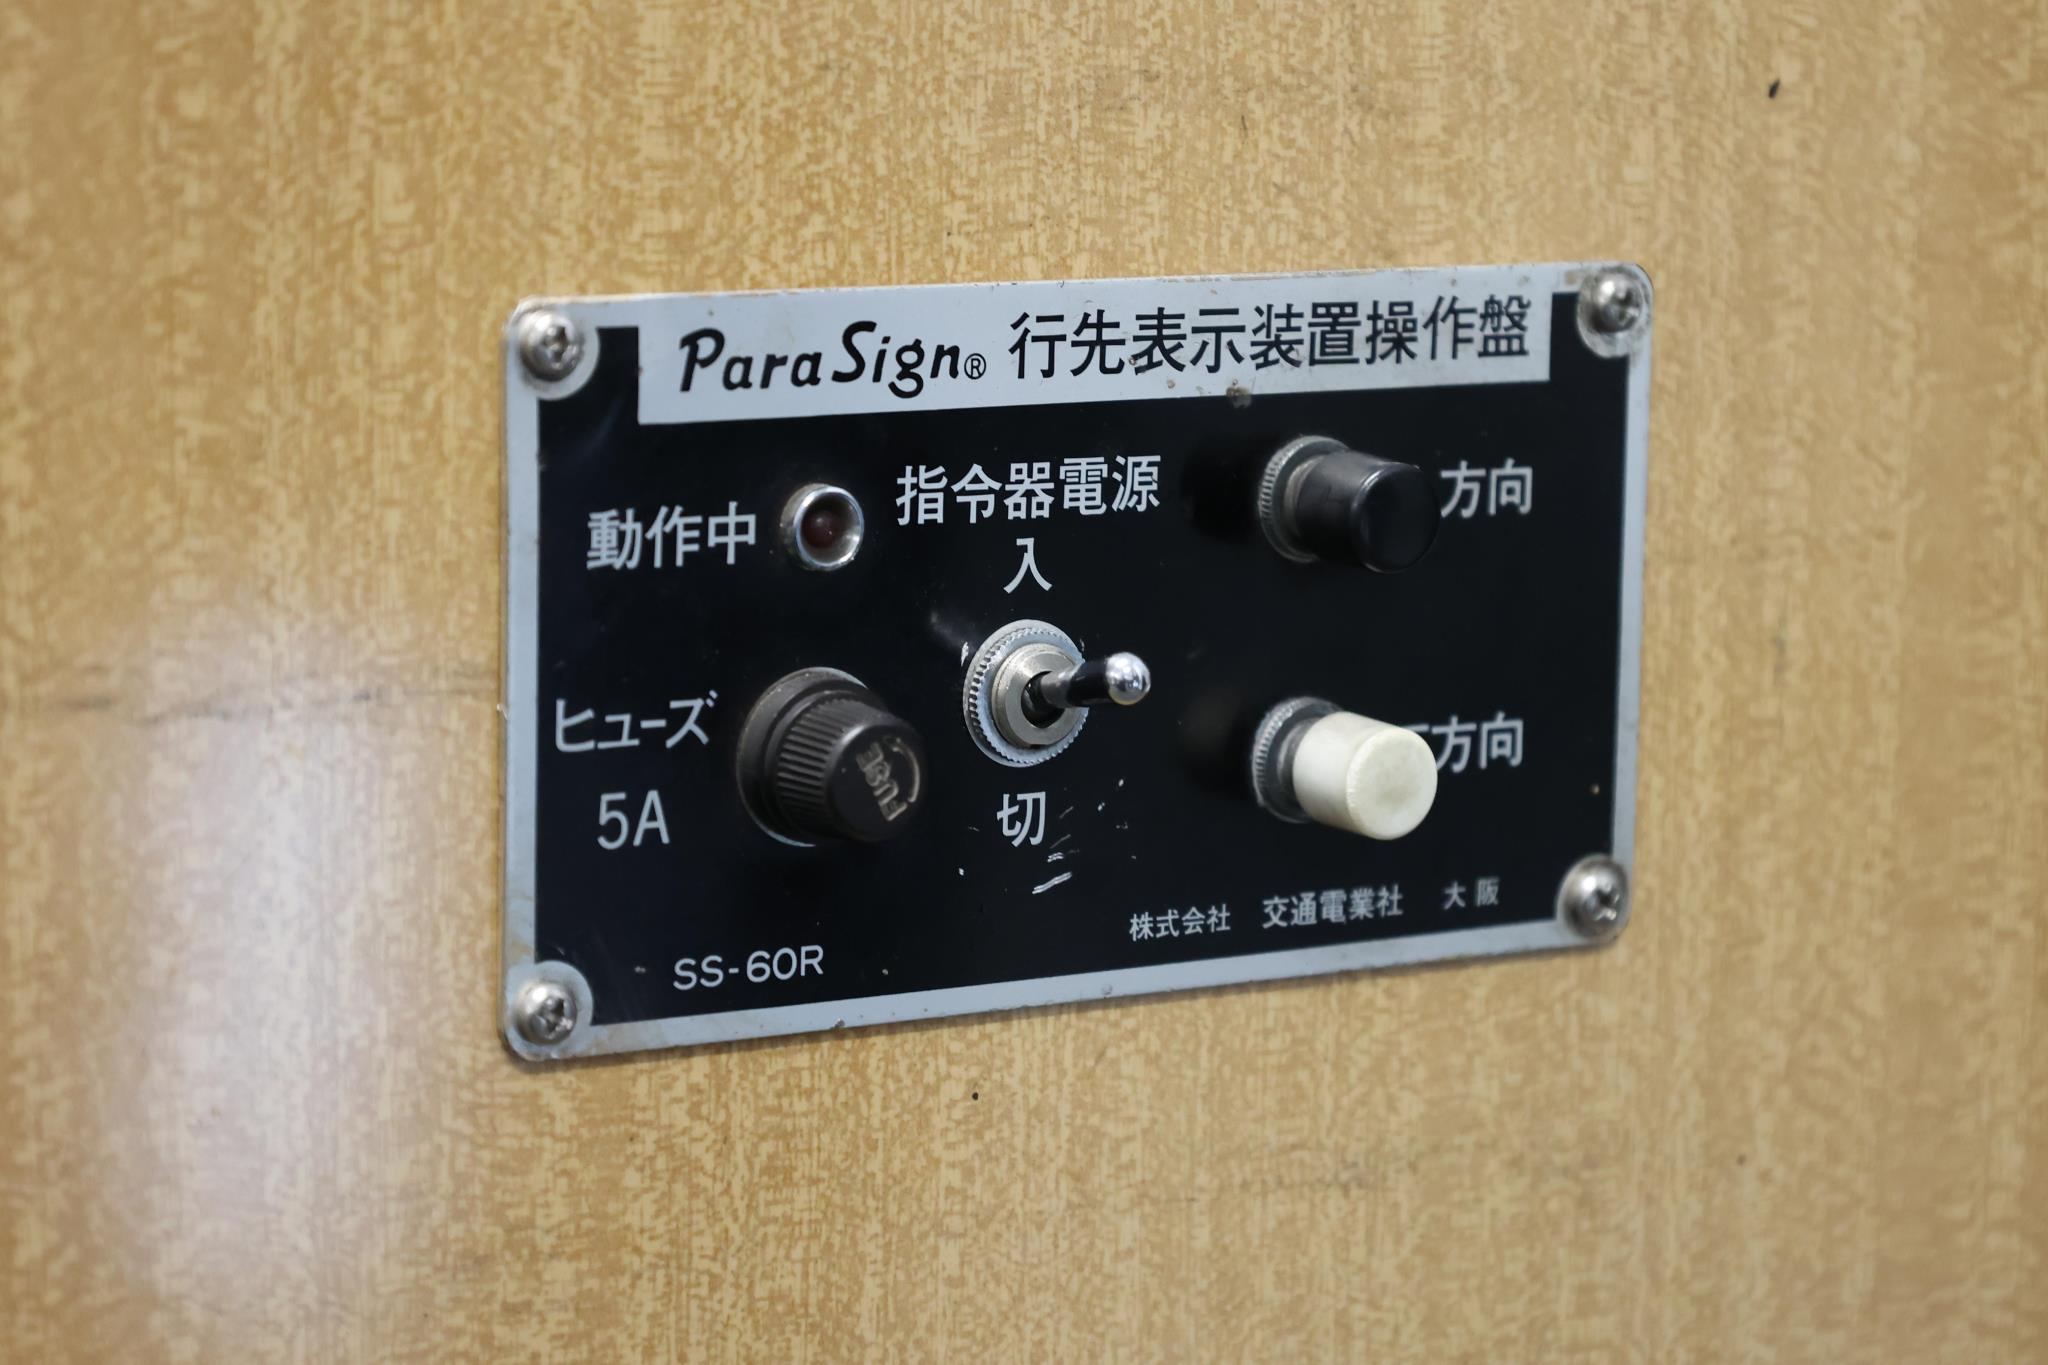 ParaSign® 行先表示装置操作盤
動作中
指令器電源
入
切
方向
ヒューズ
5A
FUSE
方向
SS-60R
株式会社 交通電業社 大阪